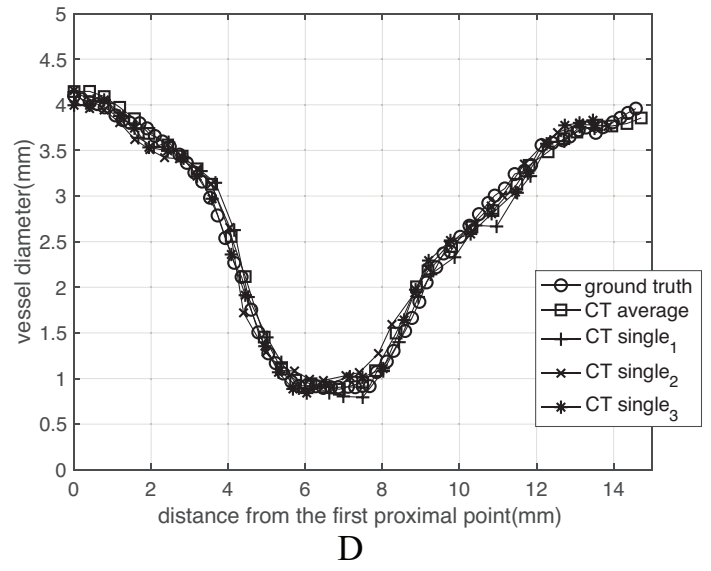 5
4.5
4
3.5
3
2.5
2
1.5
1
0.5
0
vessel diameter(mm)
ground truth
CT average
CT single1
CT single2
CT single3
0 2 4 6 8 10 12 14
distance from the first proximal point(mm)
D